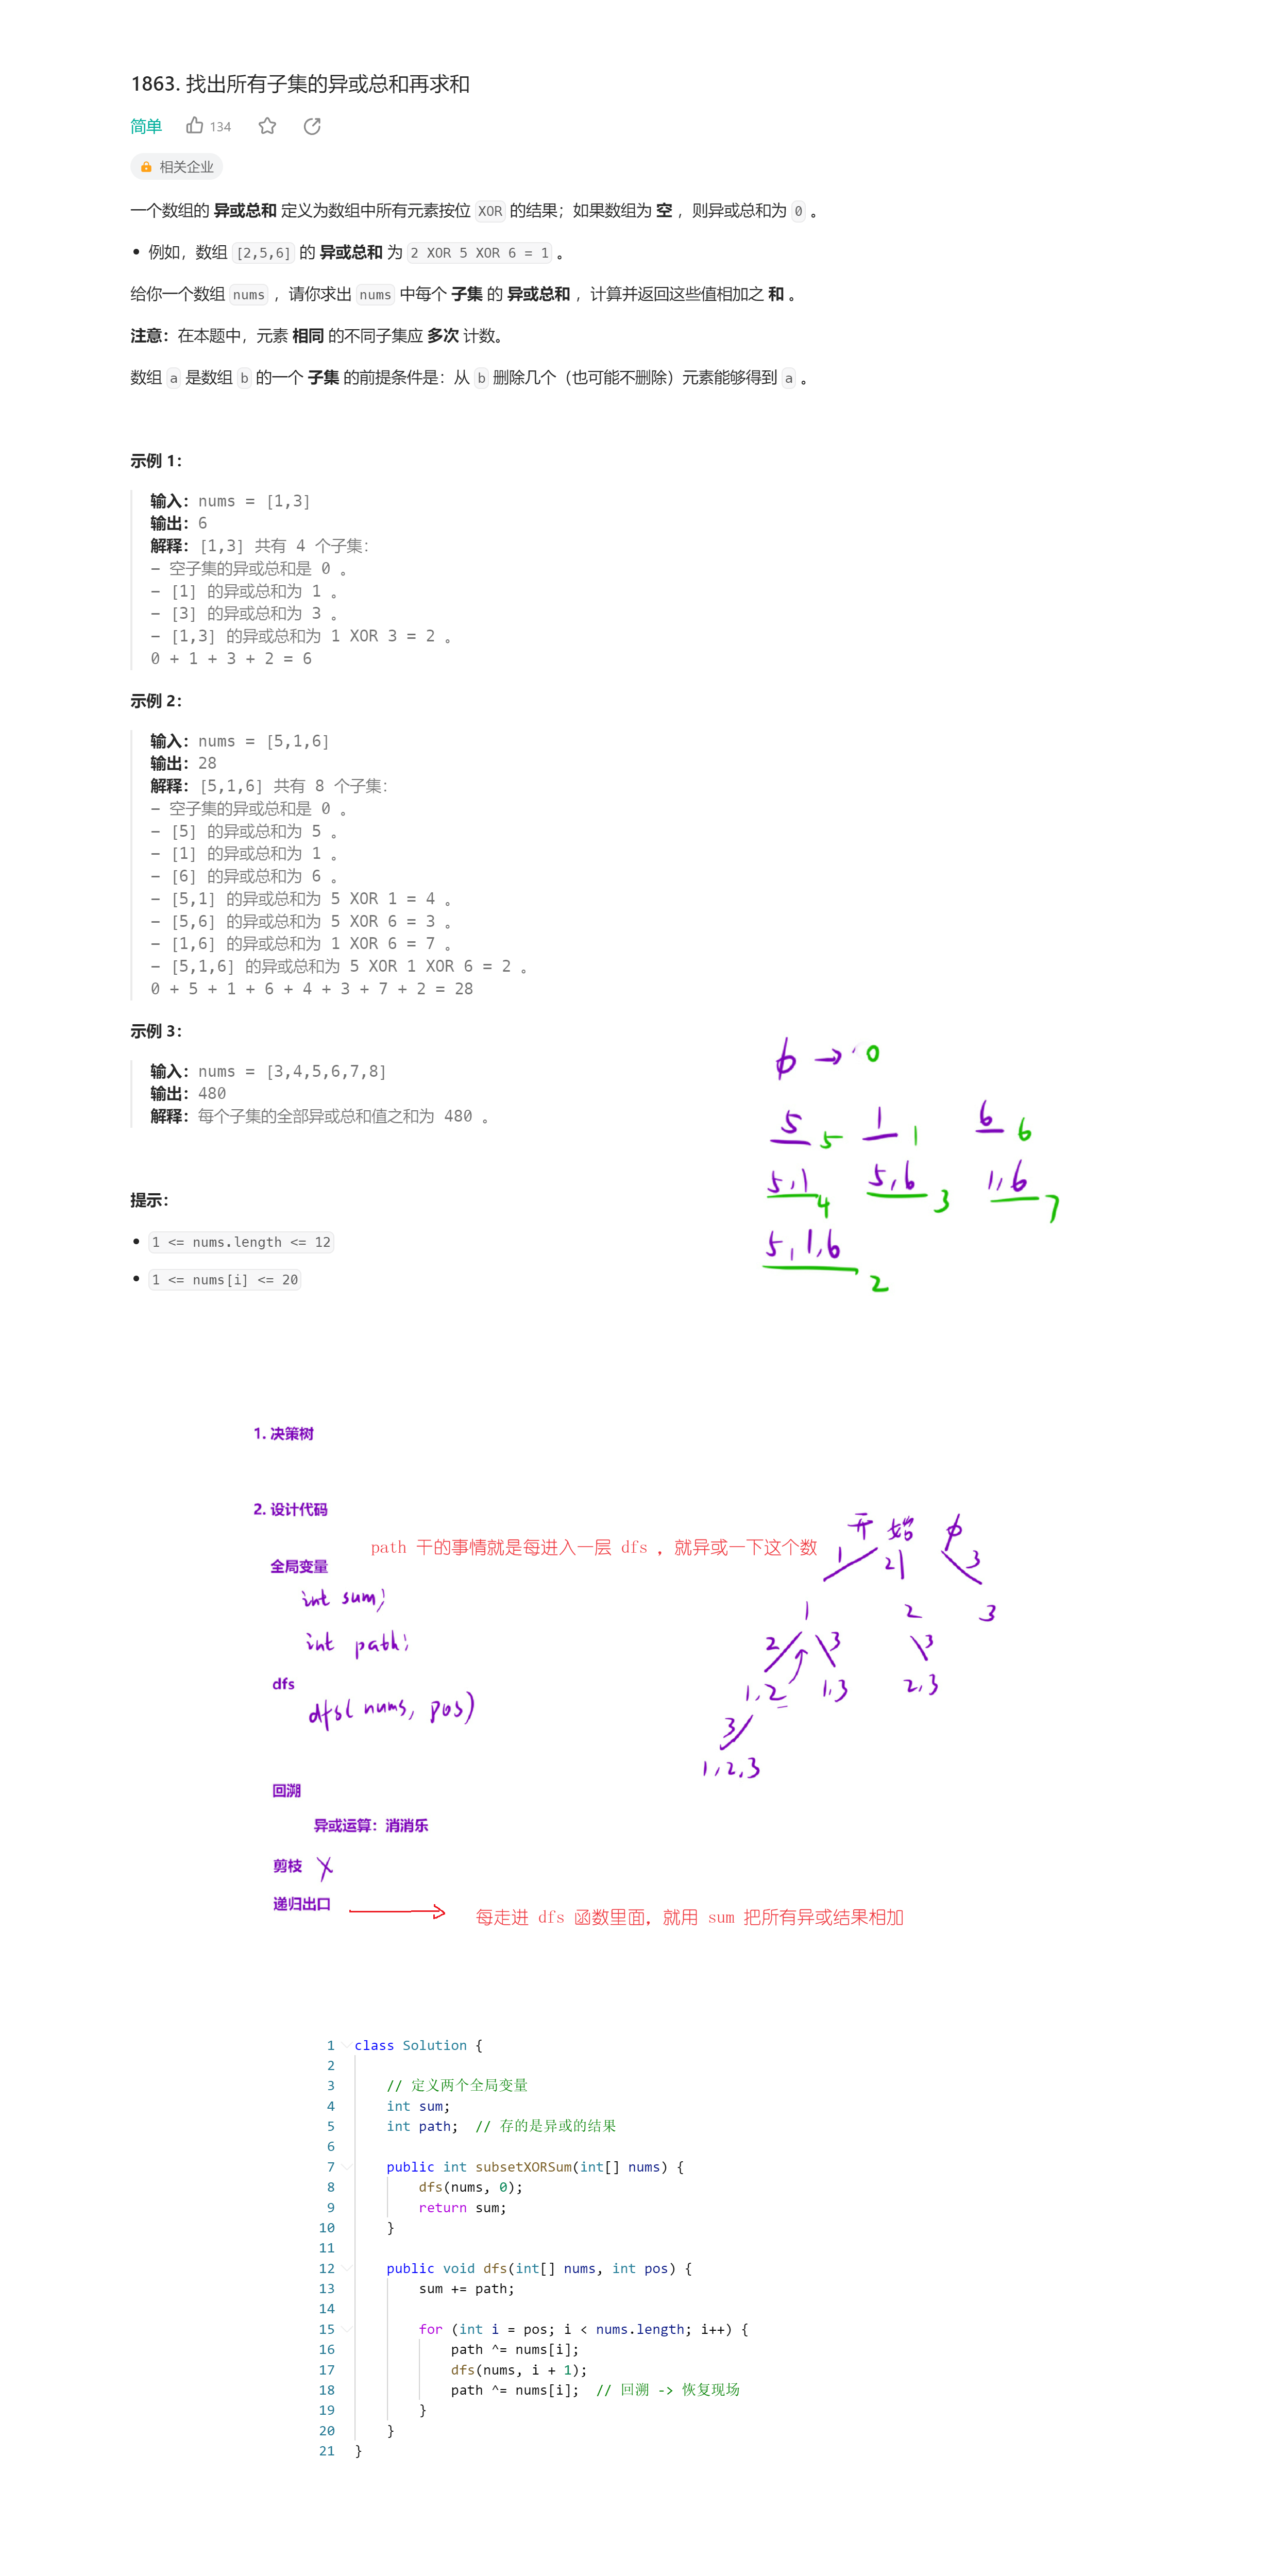 1863. 找出所有子集的异或总和再求和
简单 134
相关企业
一个数组的 异或总和 定义为数组中所有元素按位 XOR 的结果；如果数组为 空 ，则异或总和为 0 。
• 例如，数组 [2,5,6] 的 异或总和 为 2 XOR 5 XOR 6 = 1 。
给你一个数组 nums ，请你求出 nums 中每个 子集 的 异或总和 ，计算并返回这些值相加之 和 。
注意：在本题中，元素 相同 的不同子集应 多次 计数。
数组 a 是数组 b 的一个 子集 的前提条件是：从 b 删除几个（也可能不删除）元素能够得到 a 。
示例 1：
输入：nums = [1,3]
输出：6
解释：[1,3] 共有 4 个子集：
- 空子集的异或总和是 0 。
- [1] 的异或总和为 1 。
- [3] 的异或总和为 3 。
- [1,3] 的异或总和为 1 XOR 3 = 2 。
0 + 1 + 3 + 2 = 6
示例 2：
输入：nums = [5,1,6]
输出：28
解释：[5,1,6] 共有 8 个子集：
- 空子集的异或总和是 0 。
- [5] 的异或总和为 5 。
- [1] 的异或总和为 1 。
- [6] 的异或总和为 6 。
- [5,1] 的异或总和为 5 XOR 1 = 4 。
- [5,6] 的异或总和为 5 XOR 6 = 3 。
- [1,6] 的异或总和为 1 XOR 6 = 7 。
- [5,1,6] 的异或总和为 5 XOR 1 XOR 6 = 2 。
0 + 5 + 1 + 6 + 4 + 3 + 7 + 2 = 28
示例 3：
输入：nums = [3,4,5,6,7,8]
输出：480
解释：每个子集的全部异或总和值之和为 480 。
提示：
• 1 <= nums.length <= 12
• 1 <= nums[i] <= 20
ϕ → 0
5 5 1 1 6 6
5,1 4 5,6 3 1,6 7
5,1,6 2
1. 决策树
2. 设计代码
path 干的事情就是每进入一层 dfs ，就异或一下这个数
全局变量
int sum;
int path;
dfs
dfs( nums, pos)
回溯
异或运算：消消乐
剪枝 X
递归出口
每走进 dfs 函数里面，就用 sum 把所有异或结果相加
开始 ϕ
1 2 3
1 2 3
2 3 3
1,2 1,3 2,3
3
1,2,3
1 class Solution {
2
3 // 定义两个全局变量
4 int sum;
5 int path; // 存的是异或的结果
6
7 public int subsetXORSum(int[] nums) {
8 dfs(nums, 0);
9 return sum;
10 }
11
12 public void dfs(int[] nums, int pos) {
13 sum += path;
14
15 for (int i = pos; i < nums.length; i++) {
16 path ^= nums[i];
17 dfs(nums, i + 1);
18 path ^= nums[i]; // 回溯 -> 恢复现场
19 }
20 }
21 }